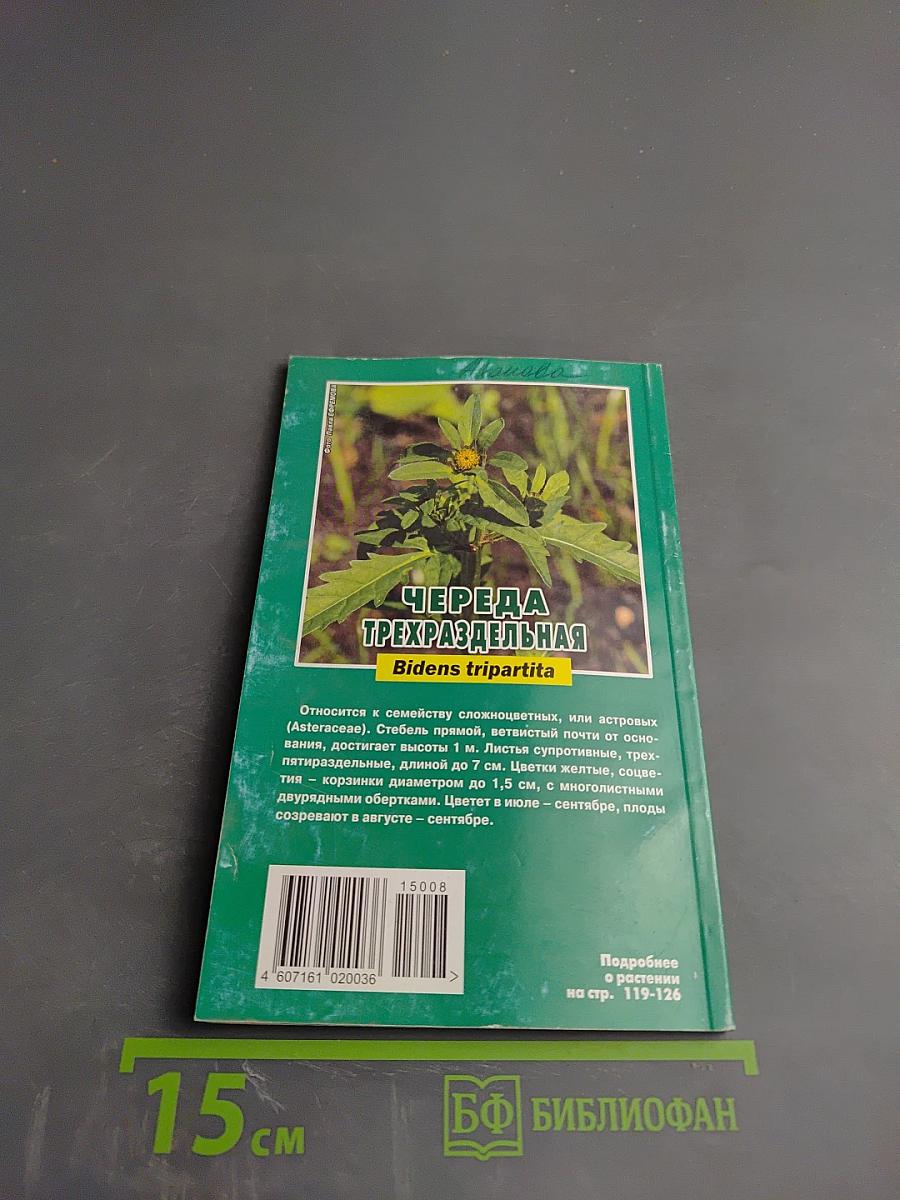 Фото Павла ЕФРЕМОВА
ЧЕРЕДА
ТРЕХРАЗДЕЛЬНАЯ
Bidens tripartita
Относится к семейству сложноцветных, или астровых
(Asteraceae). Стебель прямой, ветвистый почти от осно-
вания, достигает высоты 1 м. Листья супротивные, трех-
пятираздельные, длиной до 7 см. Цветки желтые, соцве-
тия – корзинки диаметром до 1,5 см, с многолистными
двурядными обертками. Цветет в июле – сентябре, плоды
созревают в августе – сентябре.
15008
4 607161 020036 >
Подробнее
о растении
на стр. 119-126
15 см
БФ БИБЛИОФАН